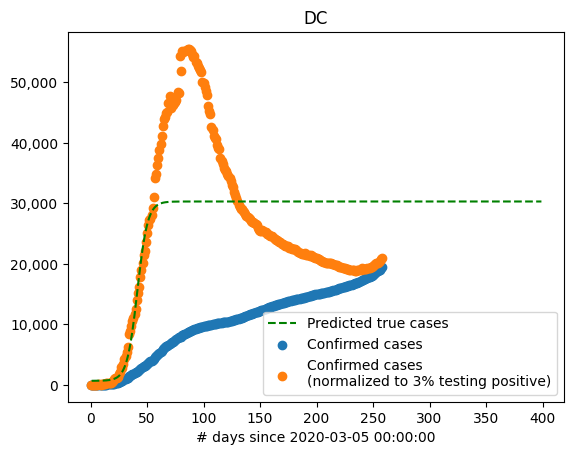 DC
50,000
40,000
30,000
20,000
10,000
0
Predicted true cases
Confirmed cases
Confirmed cases
(normalized to 3% testing positive)
0 50 100 150 200 250 300 350 400
# days since 2020-03-05 00:00:00